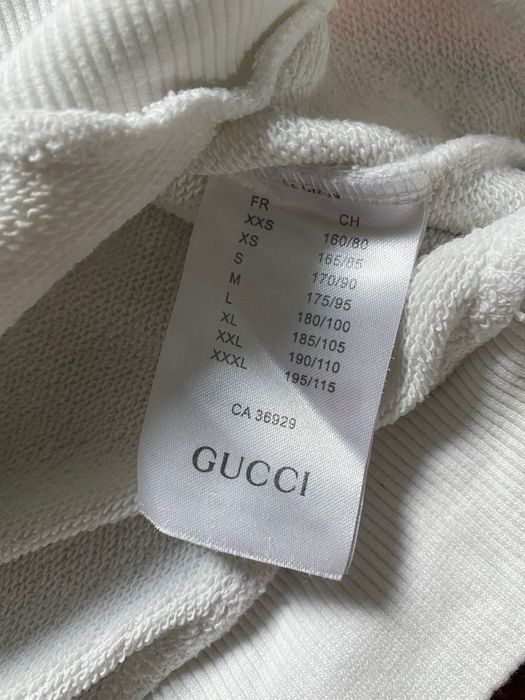 FR CH
XXS 160/80
XS 165/85
S 170/90
M 175/95
L 180/100
XL 185/105
XXL 190/110
XXXL 195/115
CA 36929
GUCCI